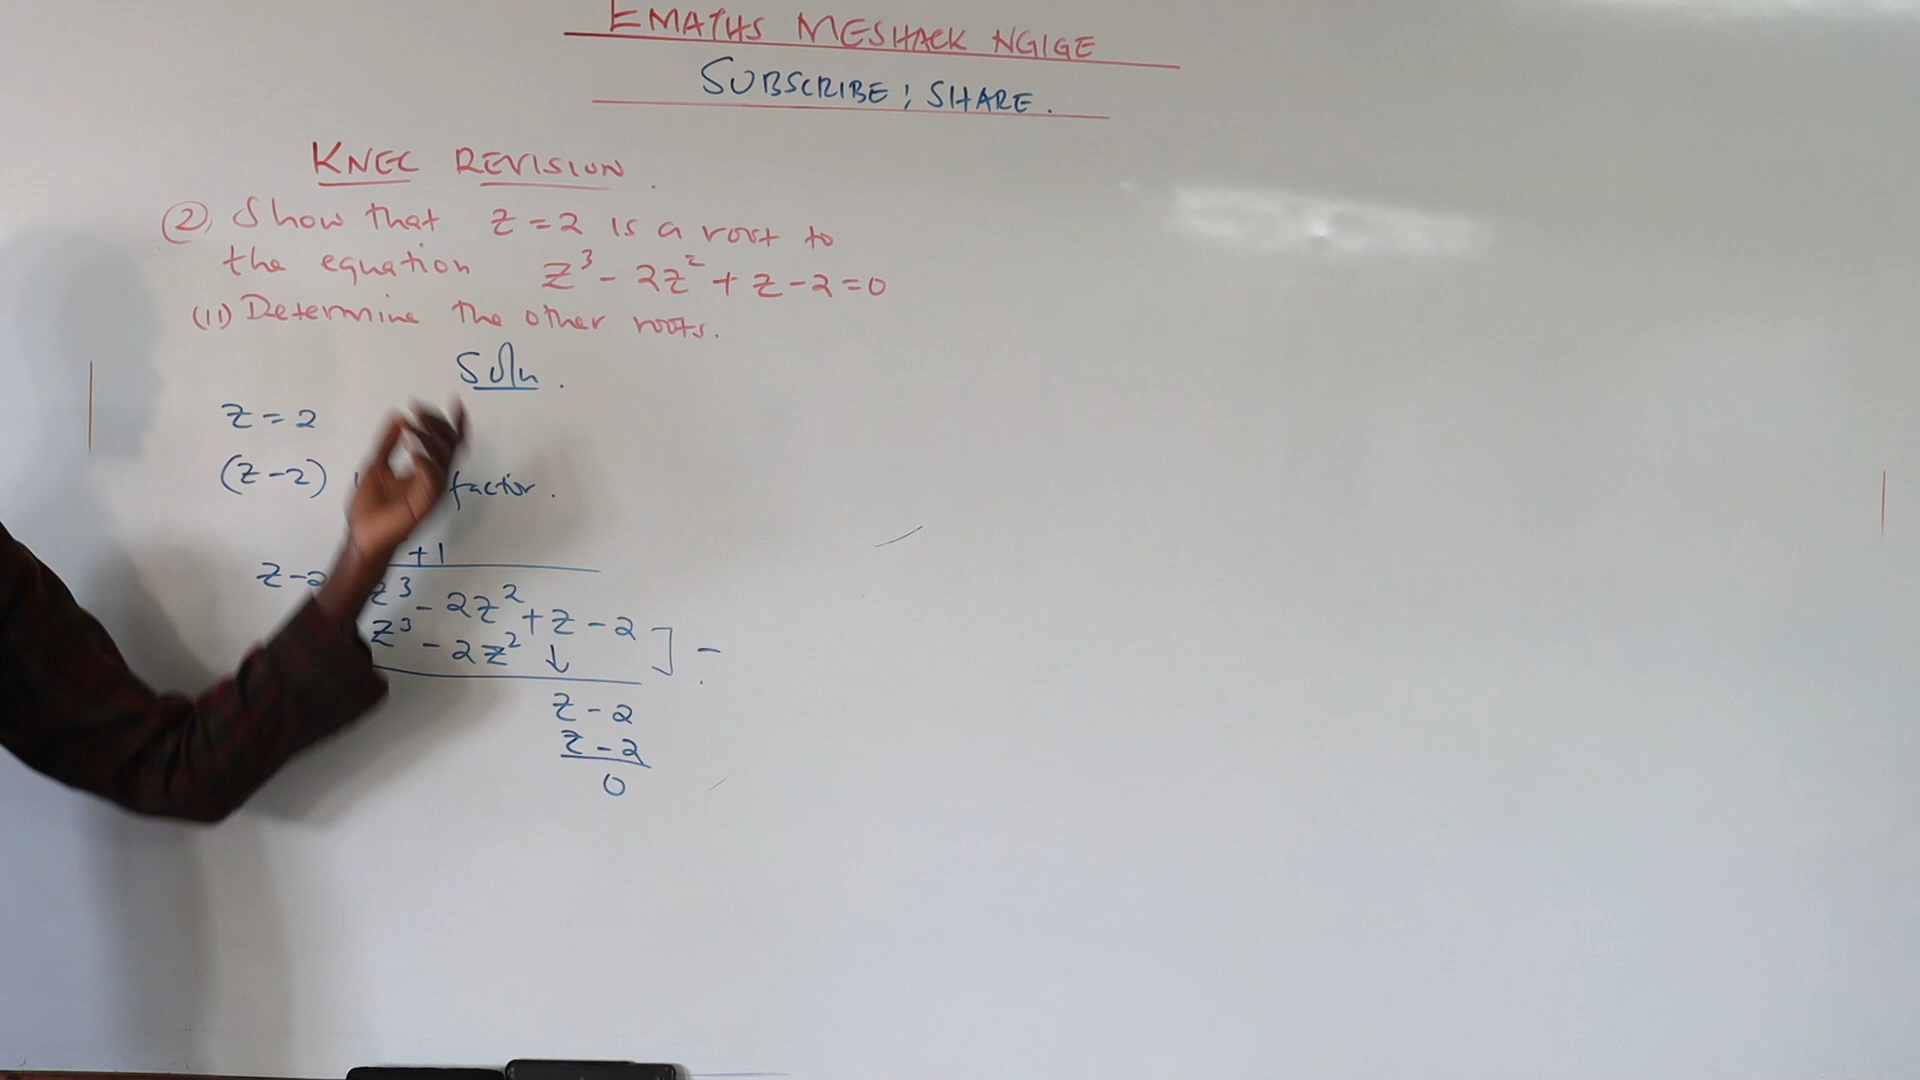 EMATHS MESHACK NGIGE
SUBSCRIBE; SHARE.
KNEC REVISION.
(2) Show that z = 2 is a root to
the equation z³ - 2z² + z - 2 = 0
(ii) Determine the other roots.
Soln.
z = 2
(z - 2) factor.
+1
z - 2 z³ - 2z² + z - 2
z³ - 2z² ↓ ] -
z - 2
z - 2
0